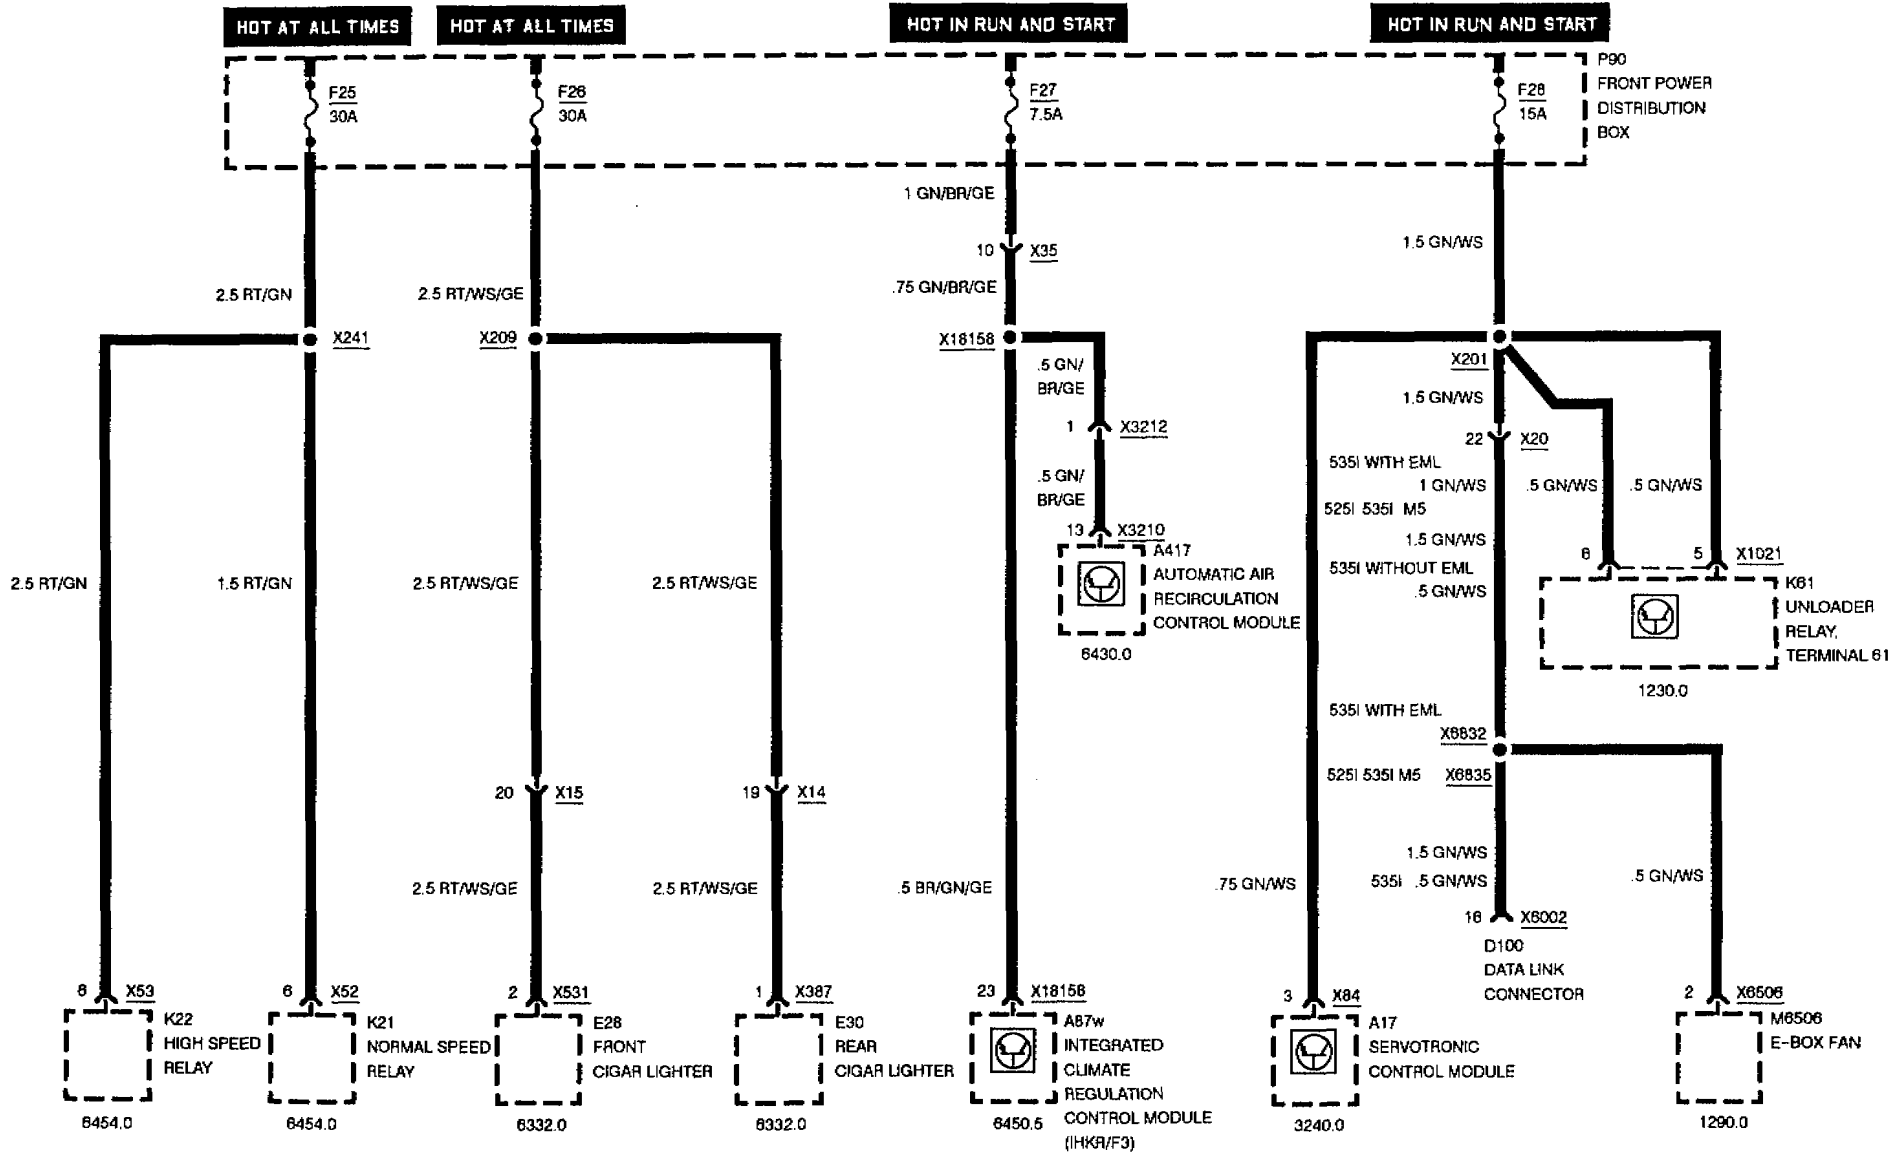 HOT AT ALL TIMES
HOT AT ALL TIMES
HOT IN RUN AND START
HOT IN RUN AND START
P90
FRONT POWER
DISTRIBUTION
BOX
F25
30A
F26
30A
F27
7.5A
F28
15A
1 GN/BR/GE
10 X35
.75 GN/BR/GE
1.5 GN/WS
2.5 RT/GN
2.5 RT/WS/GE
X241
X209
X18158
X201
.5 GN/
BR/GE
1 X3212
.5 GN/
BR/GE
13 X3210
A417
AUTOMATIC AIR
RECIRCULATION
CONTROL MODULE
6430.0
1.5 GN/WS
22 X20
535I WITH EML
1 GN/WS
525I 535I M5
1.5 GN/WS
535I WITHOUT EML
.5 GN/WS
.5 GN/WS
.5 GN/WS
8
5 X1021
K61
UNLOADER
RELAY,
TERMINAL 61
1230.0
2.5 RT/GN
1.5 RT/GN
2.5 RT/WS/GE
2.5 RT/WS/GE
535I WITH EML
X6832
525I 535I M5 X6835
20 X15
19 X14
2.5 RT/WS/GE
2.5 RT/WS/GE
.5 BR/GN/GE
.75 GN/WS
1.5 GN/WS
535I .5 GN/WS
.5 GN/WS
16 X6002
D100
DATA LINK
CONNECTOR
8 X53
K22
HIGH SPEED
RELAY
6454.0
6 X52
K21
NORMAL SPEED
RELAY
6454.0
2 X531
E28
FRONT
CIGAR LIGHTER
6332.0
1 X387
E30
REAR
CIGAR LIGHTER
6332.0
23 X18158
A87w
INTEGRATED
CLIMATE
REGULATION
CONTROL MODULE
(IHKR/F3)
6450.5
3 X84
A17
SERVOTRONIC
CONTROL MODULE
3240.0
2 X6506
M6506
E-BOX FAN
1290.0